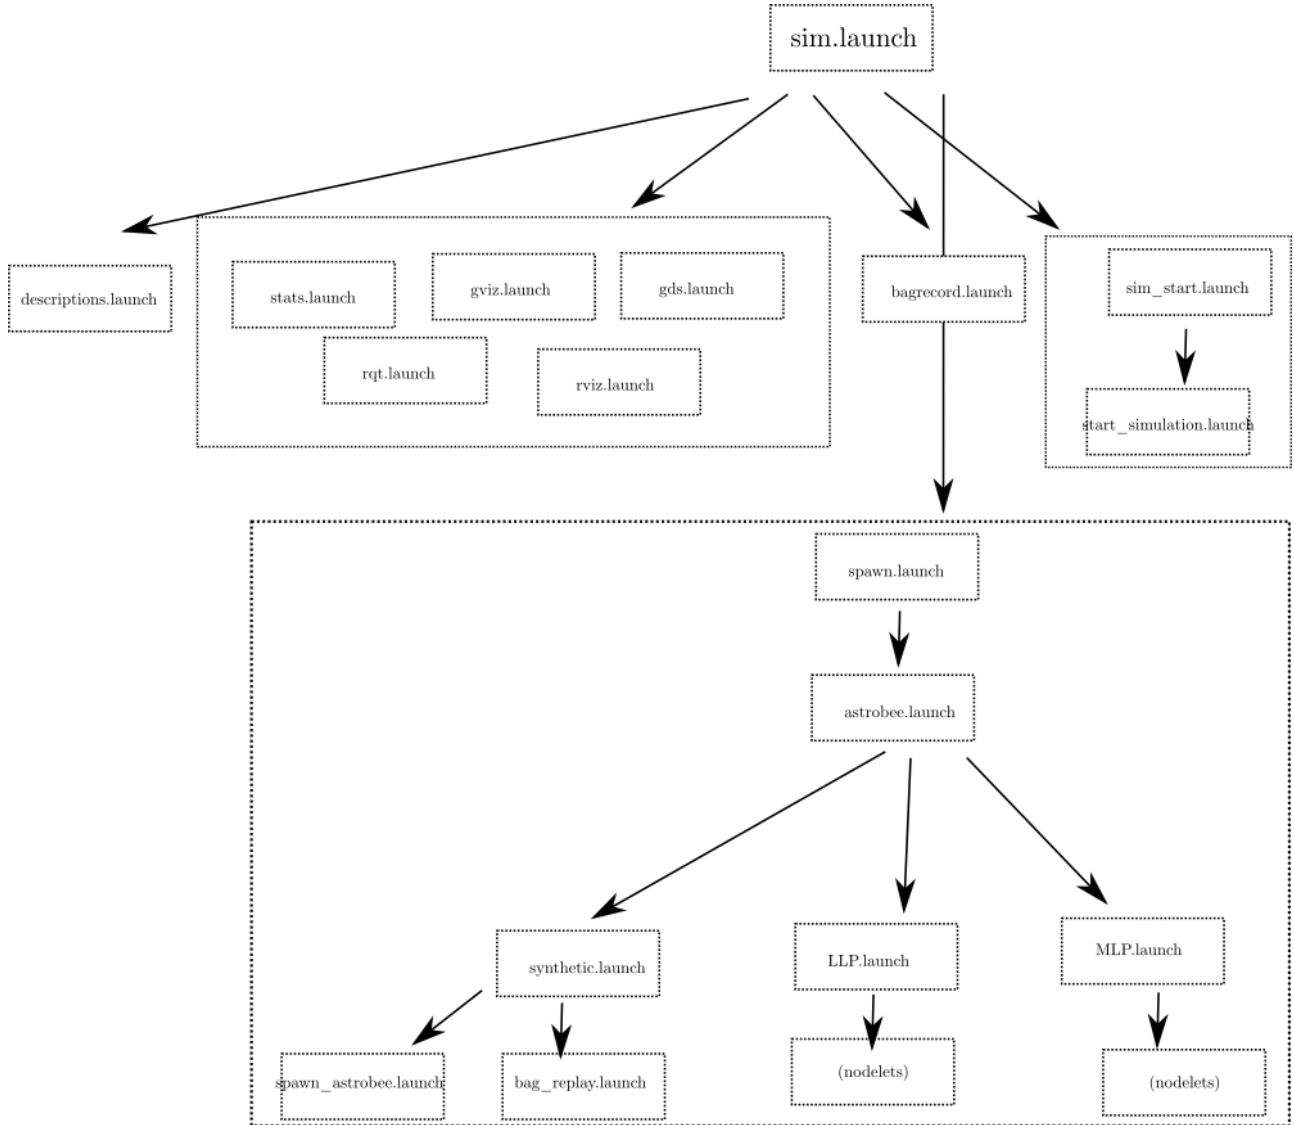 sim.launch
descriptions.launch
stats.launch
gviz.launch
gds.launch
rqt.launch
rviz.launch
bagrecord.launch
sim_start.launch
start_simulation.launch
spawn.launch
astrobee.launch
synthetic.launch
LLP.launch
MLP.launch
spawn_astrobee.launch
bag_replay.launch
(nodelets)
(nodelets)